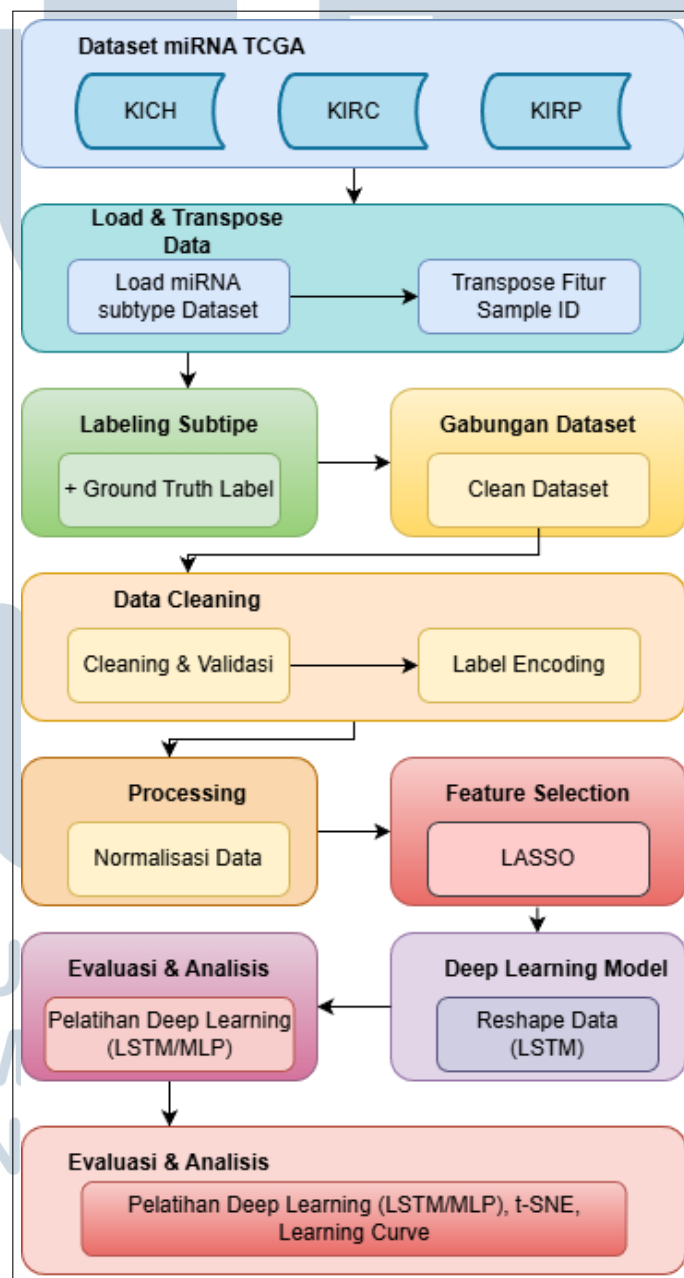 Dataset miRNA TCGA
KICH
KIRC
KIRP
Load & Transpose
Data
Load miRNA
subtype Dataset
Transpose Fitur
Sample ID
Labeling Subtipe
+ Ground Truth Label
Gabungan Dataset
Clean Dataset
Data Cleaning
Cleaning & Validasi
Label Encoding
Processing
Normalisasi Data
Feature Selection
LASSO
Evaluasi & Analisis
Pelatihan Deep Learning
(LSTM/MLP)
Deep Learning Model
Reshape Data
(LSTM)
Evaluasi & Analisis
Pelatihan Deep Learning (LSTM/MLP), t-SNE,
Learning Curve